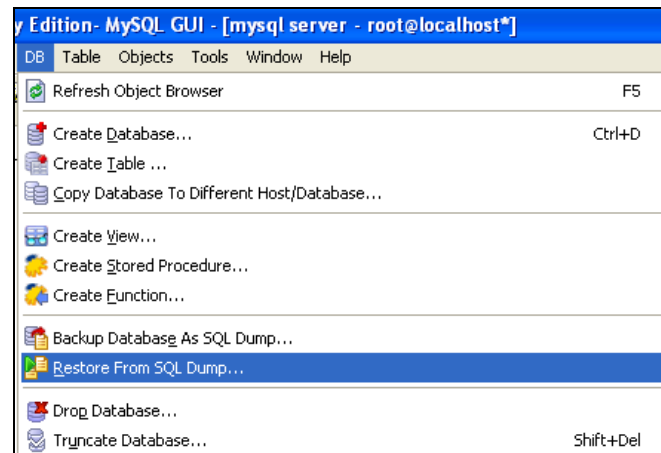 y Edition- MySQL GUI - [mysql server - root@localhost*]
DB Table Objects Tools Window Help
Refresh Object Browser F5
Create Database... Ctrl+D
Create Table ...
Copy Database To Different Host/Database...
Create View...
Create Stored Procedure...
Create Function...
Backup Database As SQL Dump...
Restore From SQL Dump...
Drop Database...
Truncate Database... Shift+Del